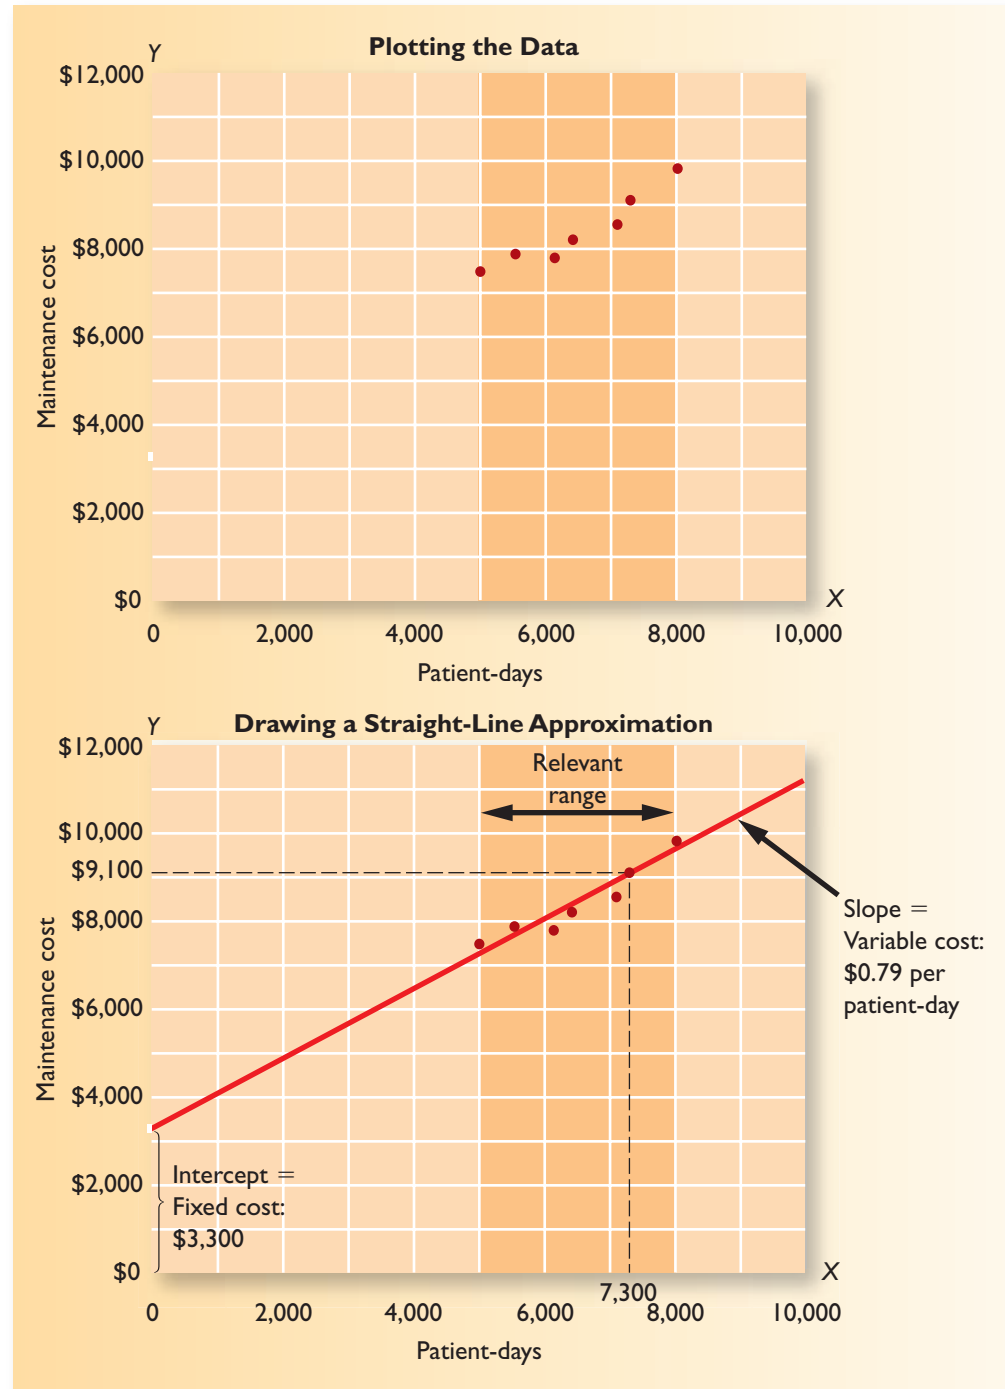 Plotting the Data
Y
$12,000
$10,000
$8,000
$6,000
$4,000
$2,000
$0
Maintenance cost
X
0 2,000 4,000 6,000 8,000 10,000
Patient-days
Drawing a Straight-Line Approximation
Y
$12,000
$10,000
$9,100
$8,000
$6,000
$4,000
$2,000
$0
Maintenance cost
Relevant
range
Slope =
Variable cost:
$0.79 per
patient-day
Intercept =
Fixed cost:
$3,300
X
7,300
0 2,000 4,000 6,000 8,000 10,000
Patient-days